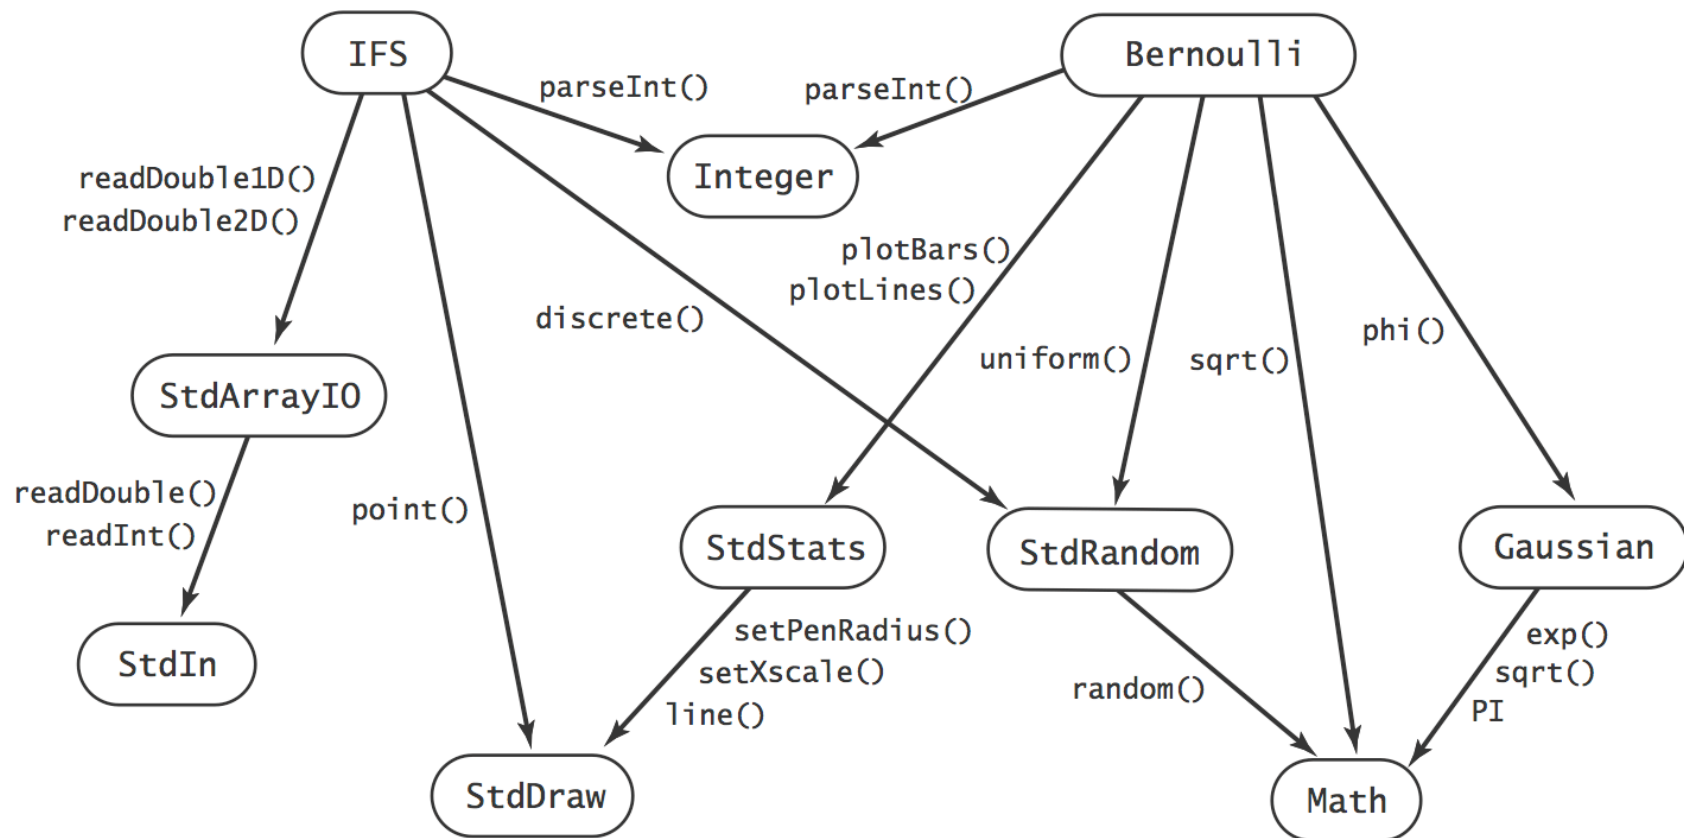 IFS
Bernoulli
parseInt()
parseInt()
Integer
readDouble1D()
readDouble2D()
plotBars()
plotLines()
discrete()
uniform()
sqrt()
phi()
StdArrayIO
readDouble()
readInt()
point()
StdStats
StdRandom
Gaussian
setPenRadius()
setXscale()
line()
random()
exp()
sqrt()
PI
StdIn
StdDraw
Math